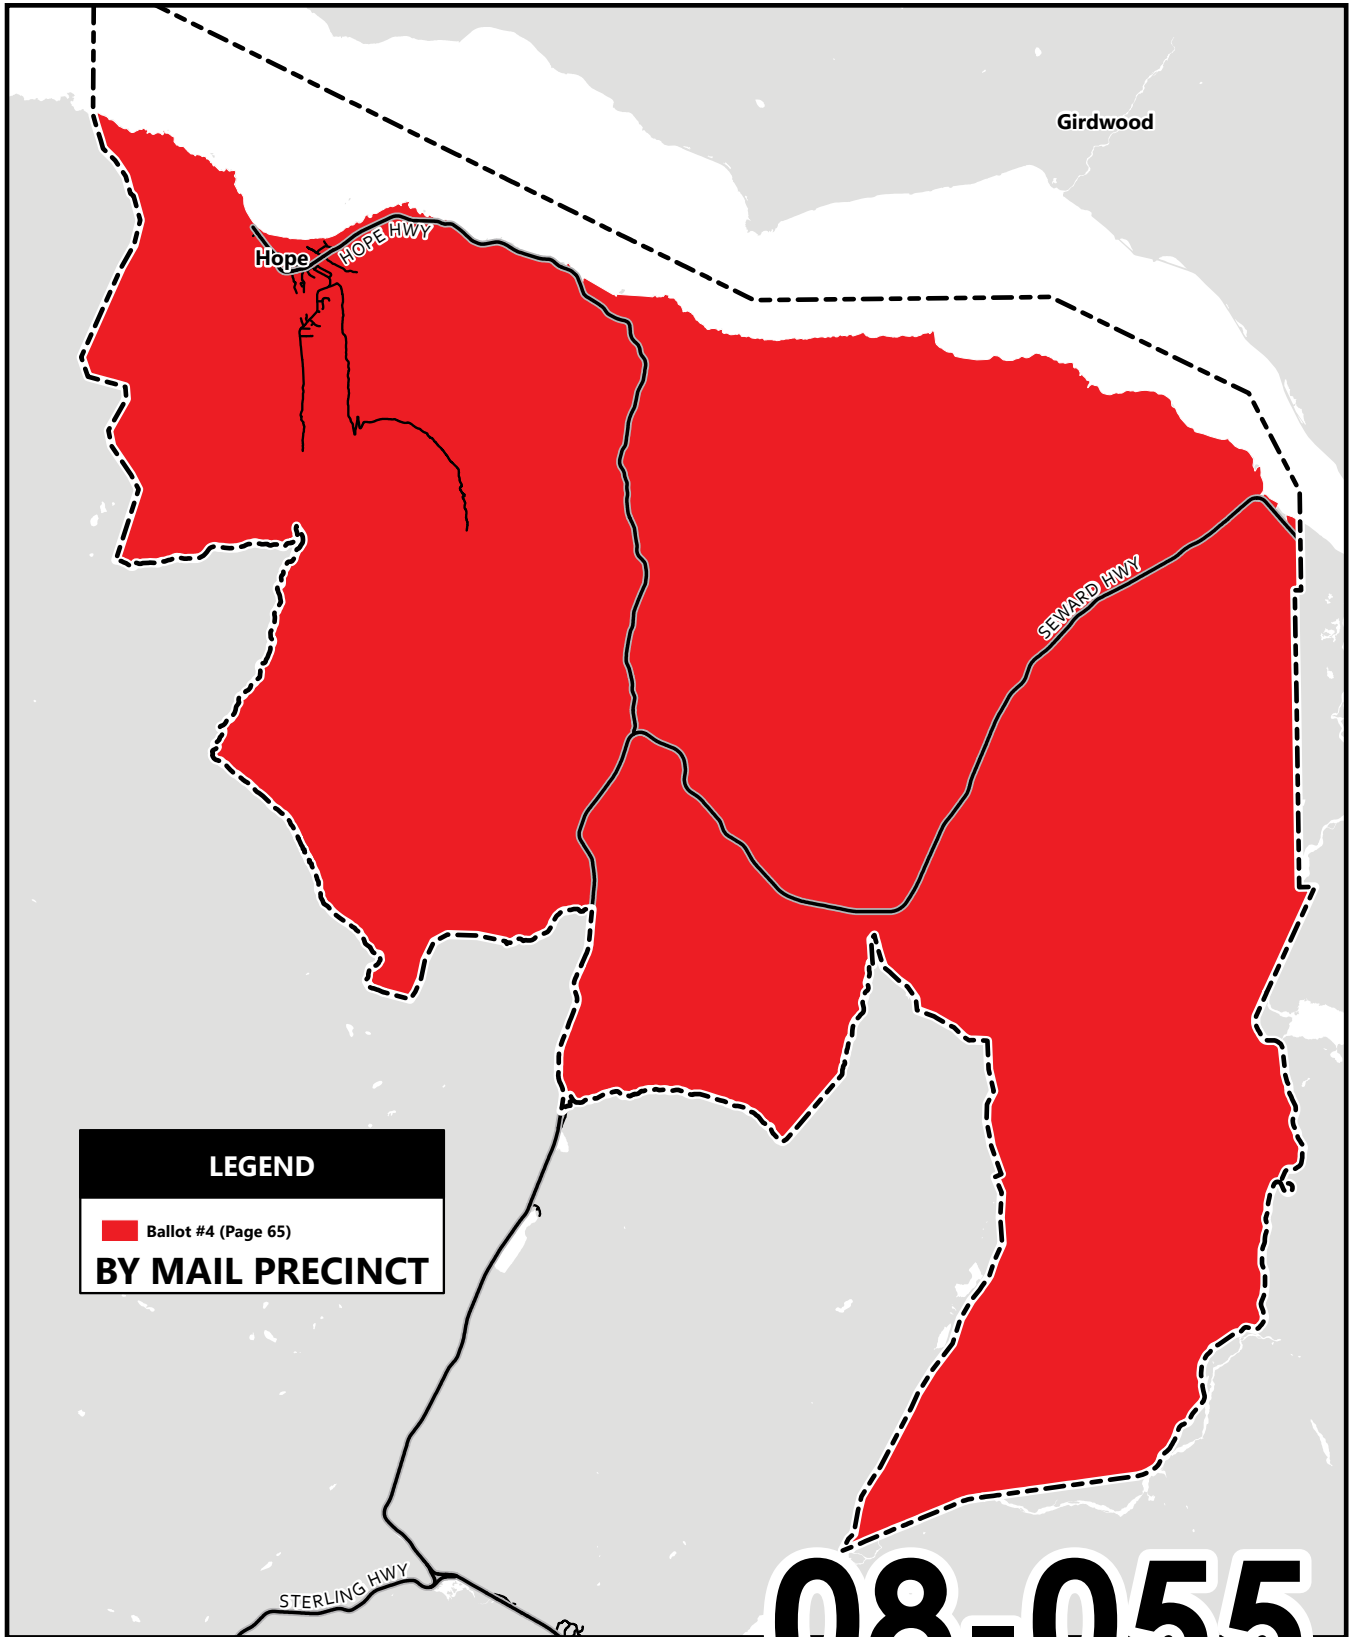 Girdwood
Hope
HOPE HWY
SEWARD HWY
LEGEND
Ballot #4 (Page 65)
BY MAIL PRECINCT
STERLING HWY
08-055